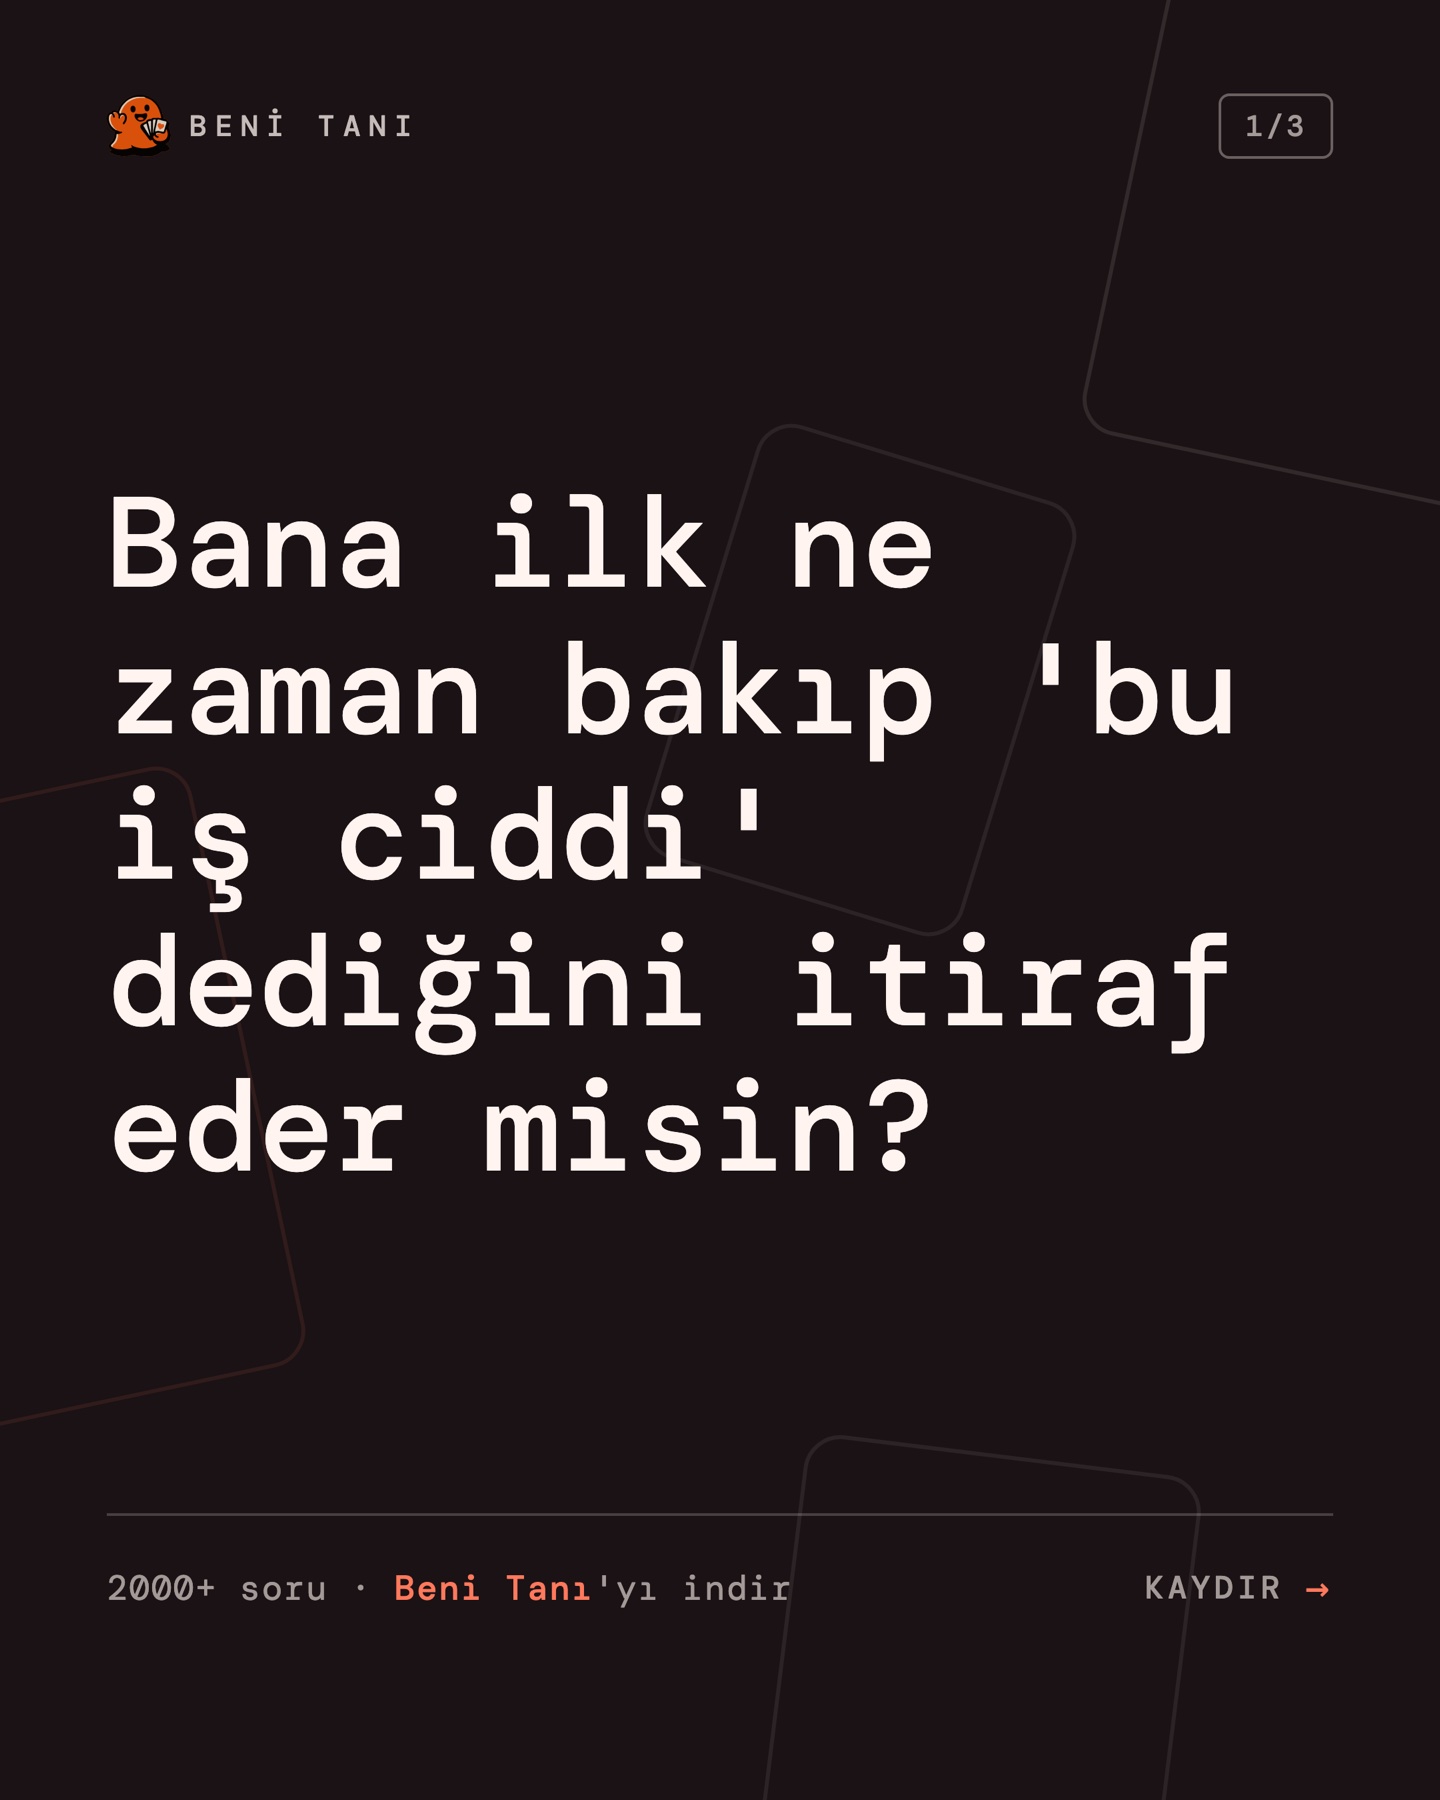 BENİ TANI
1/3
Bana ilk ne
zaman bakıp 'bu
iş ciddi'
dediğini itiraf
eder misin?
2000+ soru · Beni Tanı'yı indir
KAYDIR →